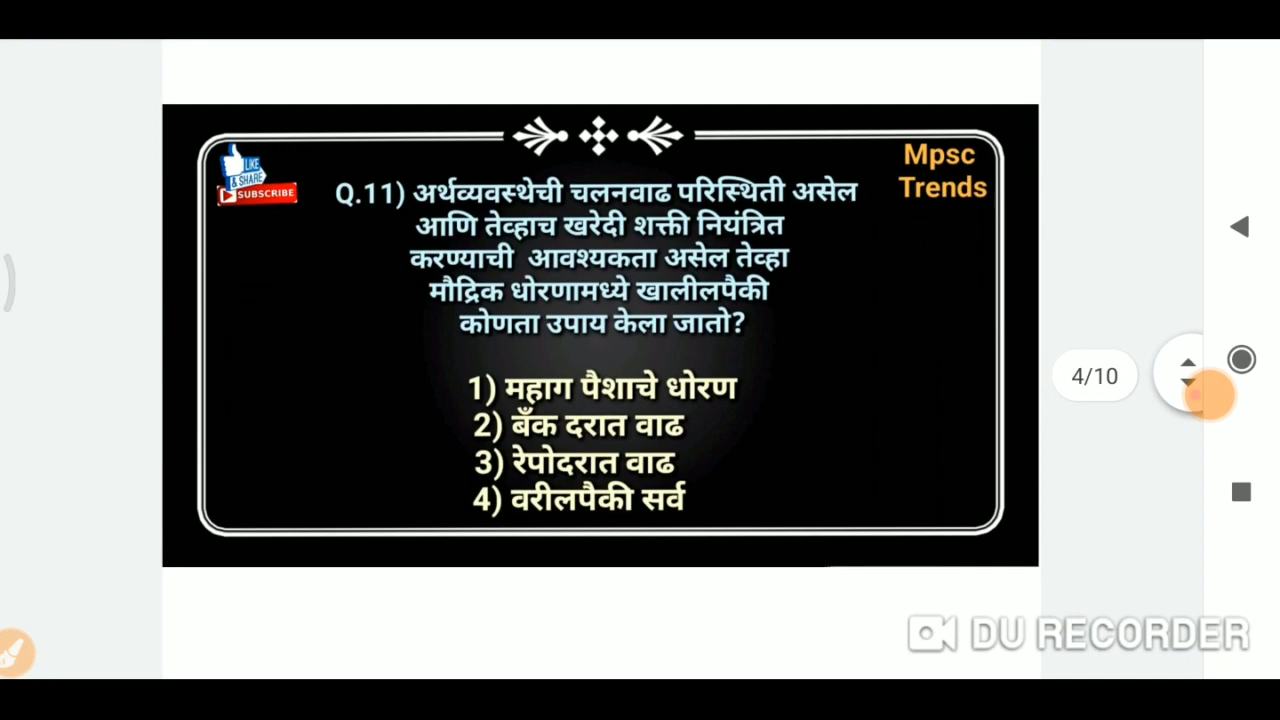 LIKE
& SHARE
SUBSCRIBE
Mpsc
Trends
Q.11) अर्थव्यवस्थेची चलनवाढ परिस्थिती असेल
आणि तेव्हाच खरेदी शक्ती नियंत्रित
करण्याची आवश्यकता असेल तेव्हा
मौद्रिक धोरणामध्ये खालीलपैकी
कोणता उपाय केला जातो?
1) महाग पैशाचे धोरण
2) बँक दरात वाढ
3) रेपोदरात वाढ
4) वरीलपैकी सर्व
4/10
DU RECORDER